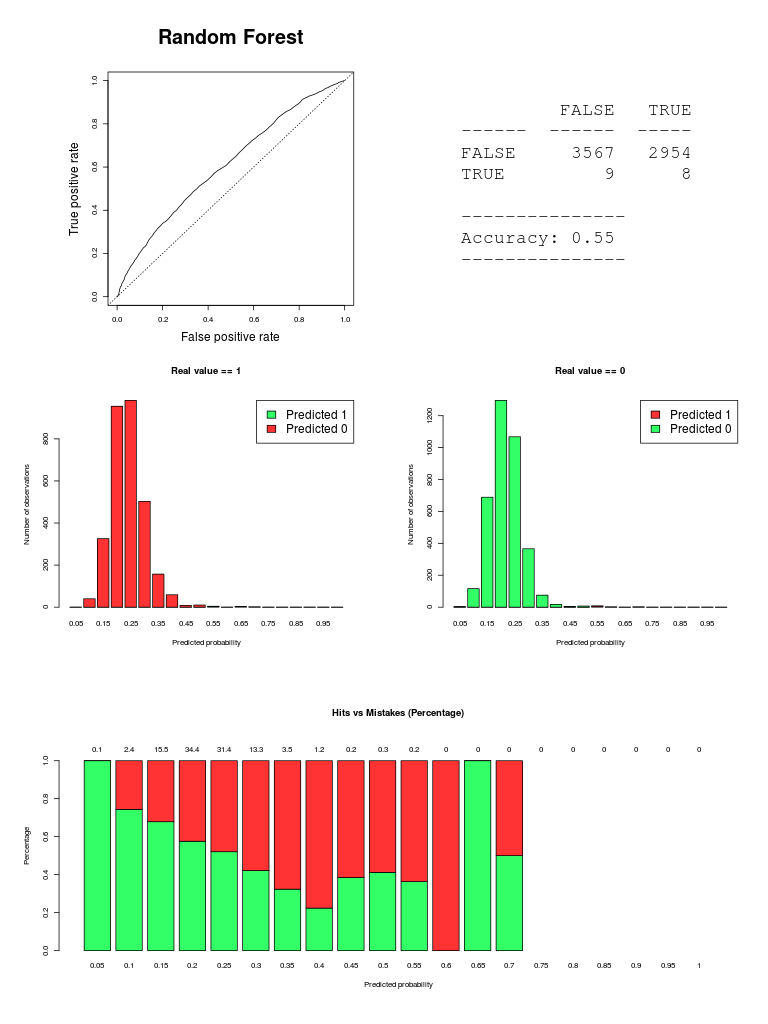 Random Forest
1.0
0.8
0.6
0.4
0.2
0.0
True positive rate
0.0 0.2 0.4 0.6 0.8 1.0
False positive rate
FALSE TRUE
------ ------ -----
FALSE 3567 2954
TRUE 9 8
---------------
Accuracy: 0.55
---------------
Real value == 1
Predicted 1
Predicted 0
800
600
400
200
0
Number of observations
0.05 0.15 0.25 0.35 0.45 0.55 0.65 0.75 0.85 0.95
Predicted probability
Real value == 0
Predicted 1
Predicted 0
1200
1000
800
600
400
200
0
Number of observations
0.05 0.15 0.25 0.35 0.45 0.55 0.65 0.75 0.85 0.95
Predicted probability
Hits vs Mistakes (Percentage)
0.1 2.4 15.5 34.4 31.4 13.3 3.5 1.2 0.2 0.3 0.2 0 0 0 0 0 0 0 0 0
1.0
0.8
0.6
0.4
0.2
0.0
Percentage
0.05 0.1 0.15 0.2 0.25 0.3 0.35 0.4 0.45 0.5 0.55 0.6 0.65 0.7 0.75 0.8 0.85 0.9 0.95 1
Predicted probability